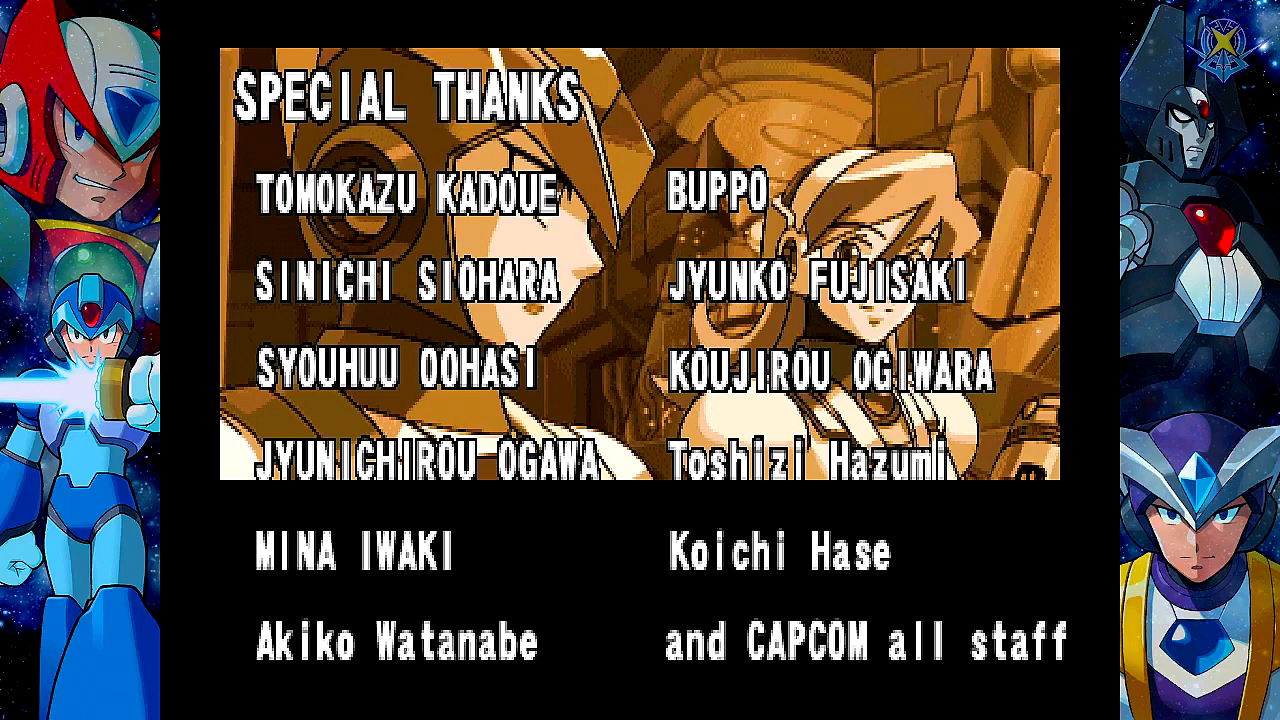 SPECIAL THANKS
TOMOKAZU KADOUE BUPPO
SINICHI SIOHARA JYUNKO FUJISAKI
SYOUHUU OOHASI KOUJIROU OGIWARA
JYUNICHIROU OGAWA Toshizi Hazumi
MINA IWAKI Koichi Hase
Akiko Watanabe and CAPCOM all staff